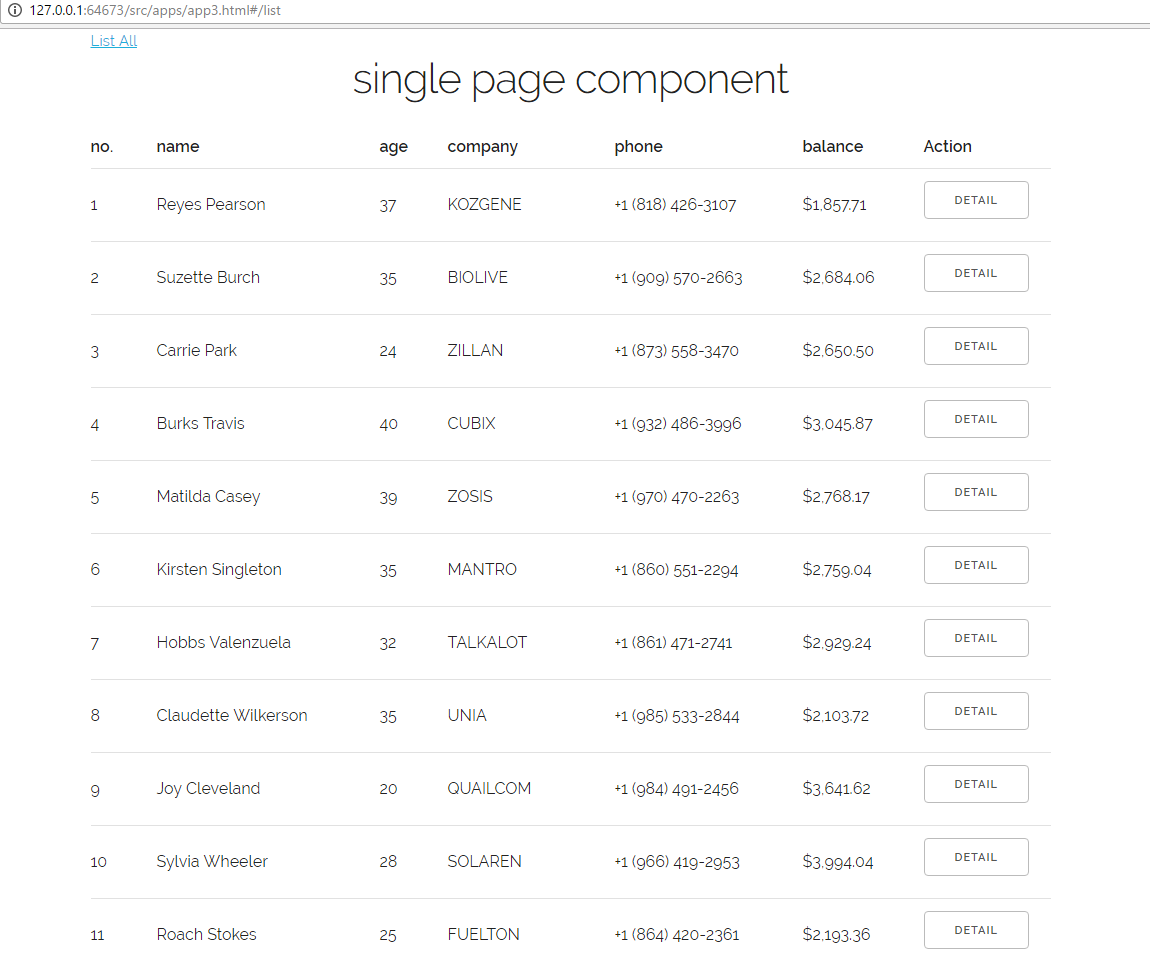 127.0.0.1:64673/src/apps/app3.html#/list
List All
single page component
no. name age company phone balance Action
1 Reyes Pearson 37 KOZGENE +1 (818) 426-3107 $1,857.71 DETAIL
2 Suzette Burch 35 BIOLIVE +1 (909) 570-2663 $2,684.06 DETAIL
3 Carrie Park 24 ZILLAN +1 (873) 558-3470 $2,650.50 DETAIL
4 Burks Travis 40 CUBIX +1 (932) 486-3996 $3,045.87 DETAIL
5 Matilda Casey 39 ZOSIS +1 (970) 470-2263 $2,768.17 DETAIL
6 Kirsten Singleton 35 MANTRO +1 (860) 551-2294 $2,759.04 DETAIL
7 Hobbs Valenzuela 32 TALKALOT +1 (861) 471-2741 $2,929.24 DETAIL
8 Claudette Wilkerson 35 UNIA +1 (985) 533-2844 $2,103.72 DETAIL
9 Joy Cleveland 20 QUAILCOM +1 (984) 491-2456 $3,641.62 DETAIL
10 Sylvia Wheeler 28 SOLAREN +1 (966) 419-2953 $3,994.04 DETAIL
11 Roach Stokes 25 FUELTON +1 (864) 420-2361 $2,193.36 DETAIL